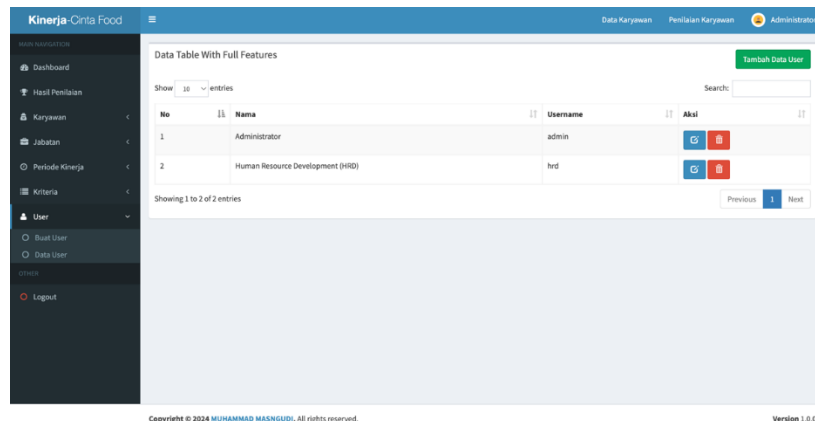 Kinerja-Cinta Food
Data Karyawan Penilaian Karyawan Administrator
MAIN NAVIGATION
Dashboard
Hasil Penilaian
Karyawan
Jabatan
Periode Kinerja
Kriteria
User
Buat User
Data User
OTHER
Logout
Data Table With Full Features
Tambah Data User
Show 10 entries
Search:
No Nama Username Aksi
1 Administrator admin
2 Human Resource Development (HRD) hrd
Showing 1 to 2 of 2 entries
Previous 1 Next
Copyright © 2024 MUHAMMAD MASNGUDI. All rights reserved.
Version 1.0.0